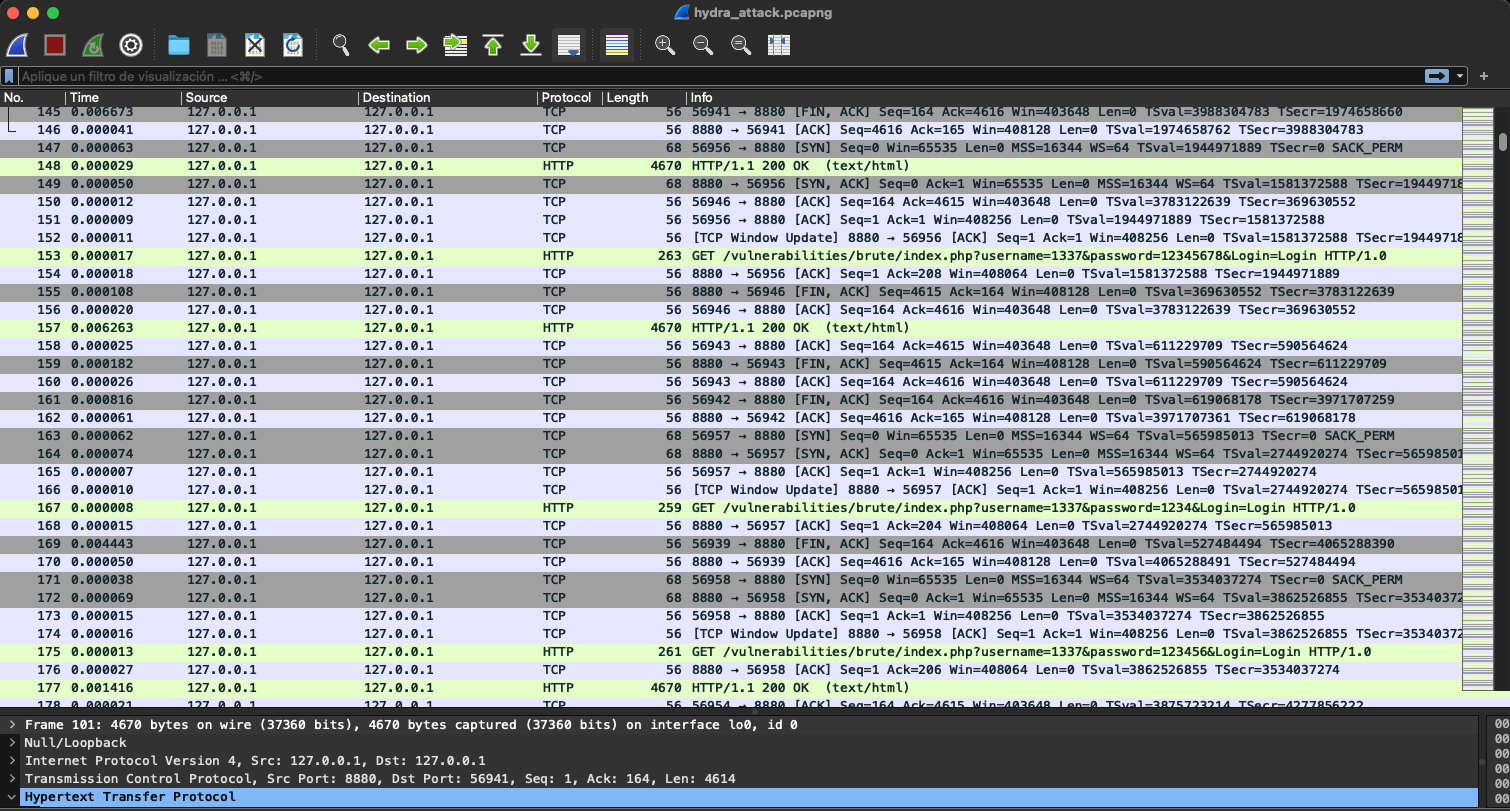 hydra_attack.pcapng
Aplique un filtro de visualización ... <⌘/>
No. Time Source Destination Protocol Length Info
145 0.006673 127.0.0.1 127.0.0.1 TCP 56 56941 → 8880 [FIN, ACK] Seq=164 Ack=4616 Win=403648 Len=0 TSval=3988304783 TSecr=1974658660
146 0.000041 127.0.0.1 127.0.0.1 TCP 56 8880 → 56941 [ACK] Seq=4616 Ack=165 Win=408128 Len=0 TSval=1974658762 TSecr=3988304783
147 0.000063 127.0.0.1 127.0.0.1 TCP 68 56956 → 8880 [SYN] Seq=0 Win=65535 Len=0 MSS=16344 WS=64 TSval=1944971889 TSecr=0 SACK_PERM
148 0.000029 127.0.0.1 127.0.0.1 HTTP 4670 HTTP/1.1 200 OK  (text/html)
149 0.000050 127.0.0.1 127.0.0.1 TCP 68 8880 → 56956 [SYN, ACK] Seq=0 Ack=1 Win=65535 Len=0 MSS=16344 WS=64 TSval=1581372588 TSecr=19449718
150 0.000012 127.0.0.1 127.0.0.1 TCP 56 56946 → 8880 [ACK] Seq=164 Ack=4615 Win=403648 Len=0 TSval=3783122639 TSecr=369630552
151 0.000009 127.0.0.1 127.0.0.1 TCP 56 56956 → 8880 [ACK] Seq=1 Ack=1 Win=408256 Len=0 TSval=1944971889 TSecr=1581372588
152 0.000011 127.0.0.1 127.0.0.1 TCP 56 [TCP Window Update] 8880 → 56956 [ACK] Seq=1 Ack=1 Win=408256 Len=0 TSval=1581372588 TSecr=19449718
153 0.000017 127.0.0.1 127.0.0.1 HTTP 263 GET /vulnerabilities/brute/index.php?username=1337&password=12345678&Login=Login HTTP/1.0
154 0.000018 127.0.0.1 127.0.0.1 TCP 56 8880 → 56956 [ACK] Seq=1 Ack=208 Win=408064 Len=0 TSval=1581372588 TSecr=1944971889
155 0.000108 127.0.0.1 127.0.0.1 TCP 56 8880 → 56946 [FIN, ACK] Seq=4615 Ack=164 Win=408128 Len=0 TSval=369630552 TSecr=3783122639
156 0.000020 127.0.0.1 127.0.0.1 TCP 56 56946 → 8880 [ACK] Seq=164 Ack=4616 Win=403648 Len=0 TSval=3783122639 TSecr=369630552
157 0.006263 127.0.0.1 127.0.0.1 HTTP 4670 HTTP/1.1 200 OK  (text/html)
158 0.000025 127.0.0.1 127.0.0.1 TCP 56 56943 → 8880 [ACK] Seq=164 Ack=4615 Win=403648 Len=0 TSval=611229709 TSecr=590564624
159 0.000182 127.0.0.1 127.0.0.1 TCP 56 8880 → 56943 [FIN, ACK] Seq=4615 Ack=164 Win=408128 Len=0 TSval=590564624 TSecr=611229709
160 0.000026 127.0.0.1 127.0.0.1 TCP 56 56943 → 8880 [ACK] Seq=164 Ack=4616 Win=403648 Len=0 TSval=611229709 TSecr=590564624
161 0.000816 127.0.0.1 127.0.0.1 TCP 56 56942 → 8880 [FIN, ACK] Seq=164 Ack=4616 Win=403648 Len=0 TSval=619068178 TSecr=3971707259
162 0.000061 127.0.0.1 127.0.0.1 TCP 56 8880 → 56942 [ACK] Seq=4616 Ack=165 Win=408128 Len=0 TSval=3971707361 TSecr=619068178
163 0.000062 127.0.0.1 127.0.0.1 TCP 68 56957 → 8880 [SYN] Seq=0 Win=65535 Len=0 MSS=16344 WS=64 TSval=565985013 TSecr=0 SACK_PERM
164 0.000074 127.0.0.1 127.0.0.1 TCP 68 8880 → 56957 [SYN, ACK] Seq=0 Ack=1 Win=65535 Len=0 MSS=16344 WS=64 TSval=2744920274 TSecr=56598501
165 0.000007 127.0.0.1 127.0.0.1 TCP 56 56957 → 8880 [ACK] Seq=1 Ack=1 Win=408256 Len=0 TSval=565985013 TSecr=2744920274
166 0.000010 127.0.0.1 127.0.0.1 TCP 56 [TCP Window Update] 8880 → 56957 [ACK] Seq=1 Ack=1 Win=408256 Len=0 TSval=2744920274 TSecr=56598501
167 0.000008 127.0.0.1 127.0.0.1 HTTP 259 GET /vulnerabilities/brute/index.php?username=1337&password=1234&Login=Login HTTP/1.0
168 0.000015 127.0.0.1 127.0.0.1 TCP 56 8880 → 56957 [ACK] Seq=1 Ack=204 Win=408064 Len=0 TSval=2744920274 TSecr=565985013
169 0.004443 127.0.0.1 127.0.0.1 TCP 56 56939 → 8880 [FIN, ACK] Seq=164 Ack=4616 Win=403648 Len=0 TSval=527484494 TSecr=4065288390
170 0.000050 127.0.0.1 127.0.0.1 TCP 56 8880 → 56939 [ACK] Seq=4616 Ack=165 Win=408128 Len=0 TSval=4065288491 TSecr=527484494
171 0.000038 127.0.0.1 127.0.0.1 TCP 68 56958 → 8880 [SYN] Seq=0 Win=65535 Len=0 MSS=16344 WS=64 TSval=3534037274 TSecr=0 SACK_PERM
172 0.000069 127.0.0.1 127.0.0.1 TCP 68 8880 → 56958 [SYN, ACK] Seq=0 Ack=1 Win=65535 Len=0 MSS=16344 WS=64 TSval=3862526855 TSecr=35340372
173 0.000015 127.0.0.1 127.0.0.1 TCP 56 56958 → 8880 [ACK] Seq=1 Ack=1 Win=408256 Len=0 TSval=3534037274 TSecr=3862526855
174 0.000016 127.0.0.1 127.0.0.1 TCP 56 [TCP Window Update] 8880 → 56958 [ACK] Seq=1 Ack=1 Win=408256 Len=0 TSval=3862526855 TSecr=35340372
175 0.000013 127.0.0.1 127.0.0.1 HTTP 261 GET /vulnerabilities/brute/index.php?username=1337&password=123456&Login=Login HTTP/1.0
176 0.000027 127.0.0.1 127.0.0.1 TCP 56 8880 → 56958 [ACK] Seq=1 Ack=206 Win=408064 Len=0 TSval=3862526855 TSecr=3534037274
177 0.001416 127.0.0.1 127.0.0.1 HTTP 4670 HTTP/1.1 200 OK  (text/html)
178 0.000021 127.0.0.1 127.0.0.1 TCP 56 56954 → 8880 [ACK] Seq=164 Ack=4615 Win=403648 Len=0 TSval=3875723214 TSecr=4277856222
Frame 101: 4670 bytes on wire (37360 bits), 4670 bytes captured (37360 bits) on interface lo0, id 0
Null/Loopback
Internet Protocol Version 4, Src: 127.0.0.1, Dst: 127.0.0.1
Transmission Control Protocol, Src Port: 8880, Dst Port: 56941, Seq: 1, Ack: 164, Len: 4614
Hypertext Transfer Protocol
00
00
00
00
00
00